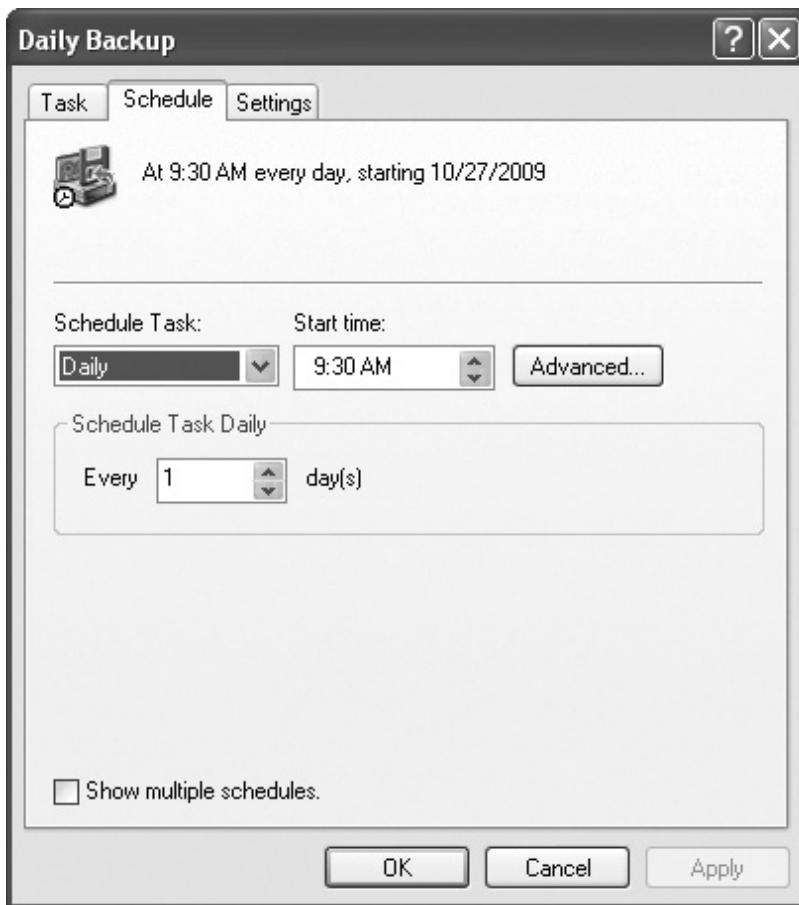 Daily Backup
Task Schedule Settings
At 9:30 AM every day, starting 10/27/2009
Schedule Task: Start time:
Daily 9:30 AM Advanced...
Schedule Task Daily
Every 1 day(s)
Show multiple schedules.
OK Cancel Apply